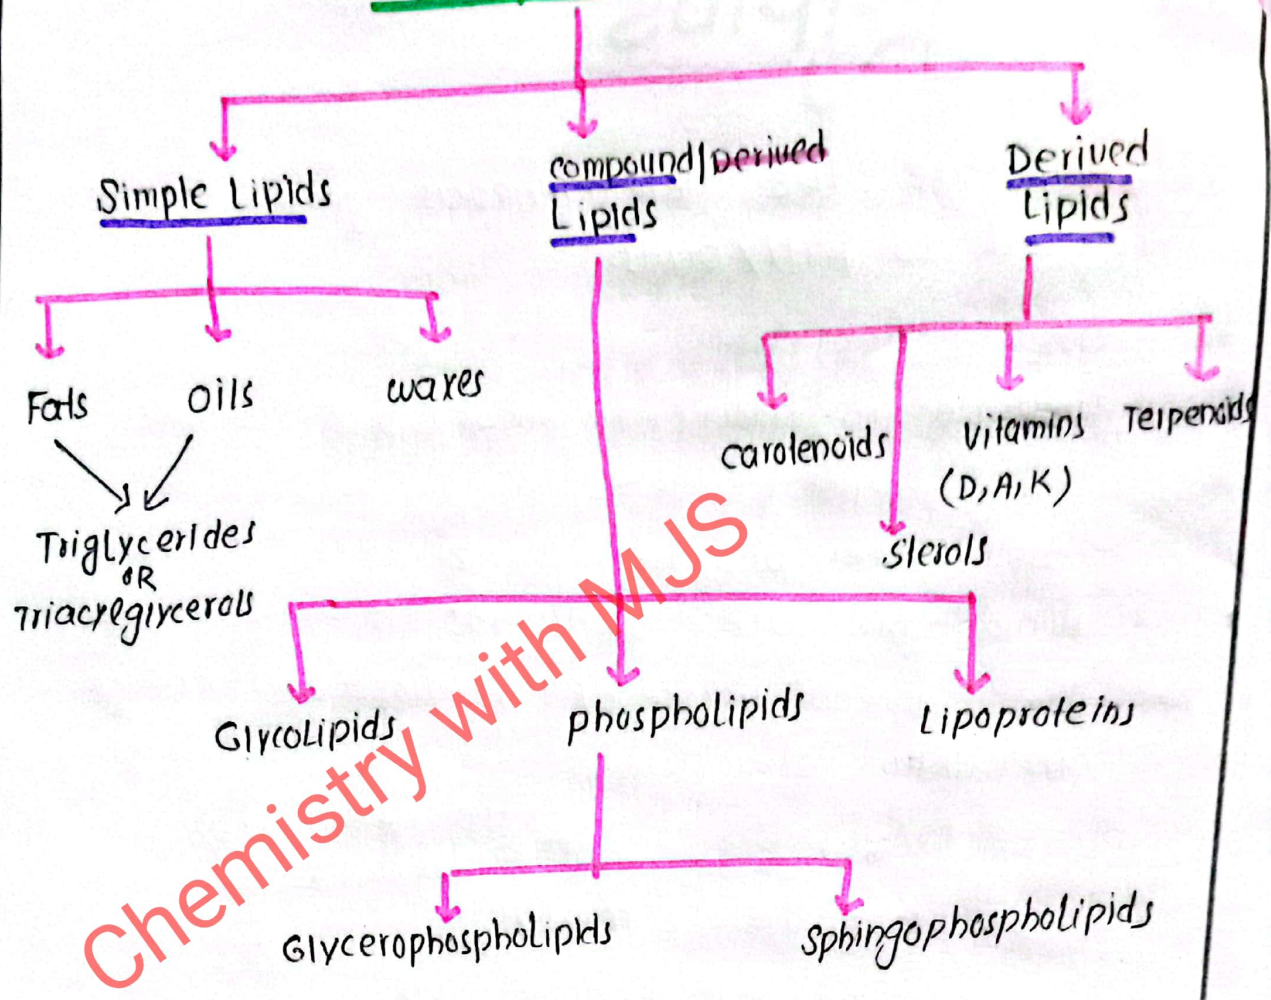 Simple Lipids
compound/Derived
Lipids
Derived
Lipids
Fats
Oils
waxes
Triglycerides
OR
Triacyeglycerols
Carotenoids
Vitamins
(D,A,K)
Terpenoids
Sterols
Glycolipids
phospholipids
Lipoproteins
Glycerophospholipids
Sphingophospholipids
Chemistry with MJS